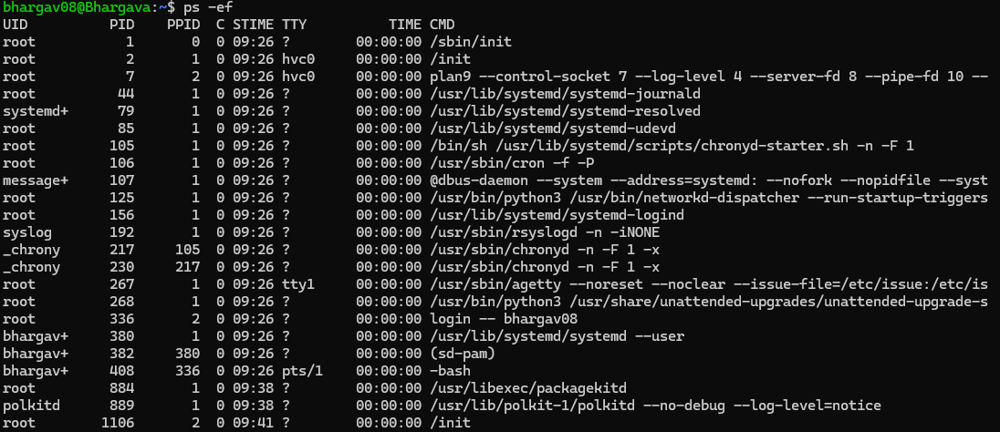 bhargav08@Bhargava:~$ ps -ef
UID          PID    PPID  C STIME TTY          TIME CMD
root           1       0  0 09:26 ?        00:00:00 /sbin/init
root           2       1  0 09:26 hvc0     00:00:00 /init
root           7       2  0 09:26 hvc0     00:00:00 plan9 --control-socket 7 --log-level 4 --server-fd 8 --pipe-fd 10 --
root          44       1  0 09:26 ?        00:00:00 /usr/lib/systemd/systemd-journald
systemd+      79       1  0 09:26 ?        00:00:00 /usr/lib/systemd/systemd-resolved
root          85       1  0 09:26 ?        00:00:00 /usr/lib/systemd/systemd-udevd
root         105       1  0 09:26 ?        00:00:00 /bin/sh /usr/lib/systemd/scripts/chronyd-starter.sh -n -F 1
root         106       1  0 09:26 ?        00:00:00 /usr/sbin/cron -f -P
message+     107       1  0 09:26 ?        00:00:00 @dbus-daemon --system --address=systemd: --nofork --nopidfile --syst
root         125       1  0 09:26 ?        00:00:00 /usr/bin/python3 /usr/bin/networkd-dispatcher --run-startup-triggers
root         156       1  0 09:26 ?        00:00:00 /usr/lib/systemd/systemd-logind
syslog       192       1  0 09:26 ?        00:00:00 /usr/sbin/rsyslogd -n -iNONE
_chrony      217     105  0 09:26 ?        00:00:00 /usr/sbin/chronyd -n -F 1 -x
_chrony      230     217  0 09:26 ?        00:00:00 /usr/sbin/chronyd -n -F 1 -x
root         267       1  0 09:26 tty1     00:00:00 /usr/sbin/agetty --noreset --noclear --issue-file=/etc/issue:/etc/is
root         268       1  0 09:26 ?        00:00:00 /usr/bin/python3 /usr/share/unattended-upgrades/unattended-upgrade-s
root         336       2  0 09:26 ?        00:00:00 login -- bhargav08
bhargav+     380       1  0 09:26 ?        00:00:00 /usr/lib/systemd/systemd --user
bhargav+     382     380  0 09:26 ?        00:00:00 (sd-pam)
bhargav+     408     336  0 09:26 pts/1    00:00:00 -bash
root         884       1  0 09:38 ?        00:00:00 /usr/libexec/packagekitd
polkitd      889       1  0 09:38 ?        00:00:00 /usr/lib/polkit-1/polkitd --no-debug --log-level=notice
root        1106       2  0 09:41 ?        00:00:00 /init